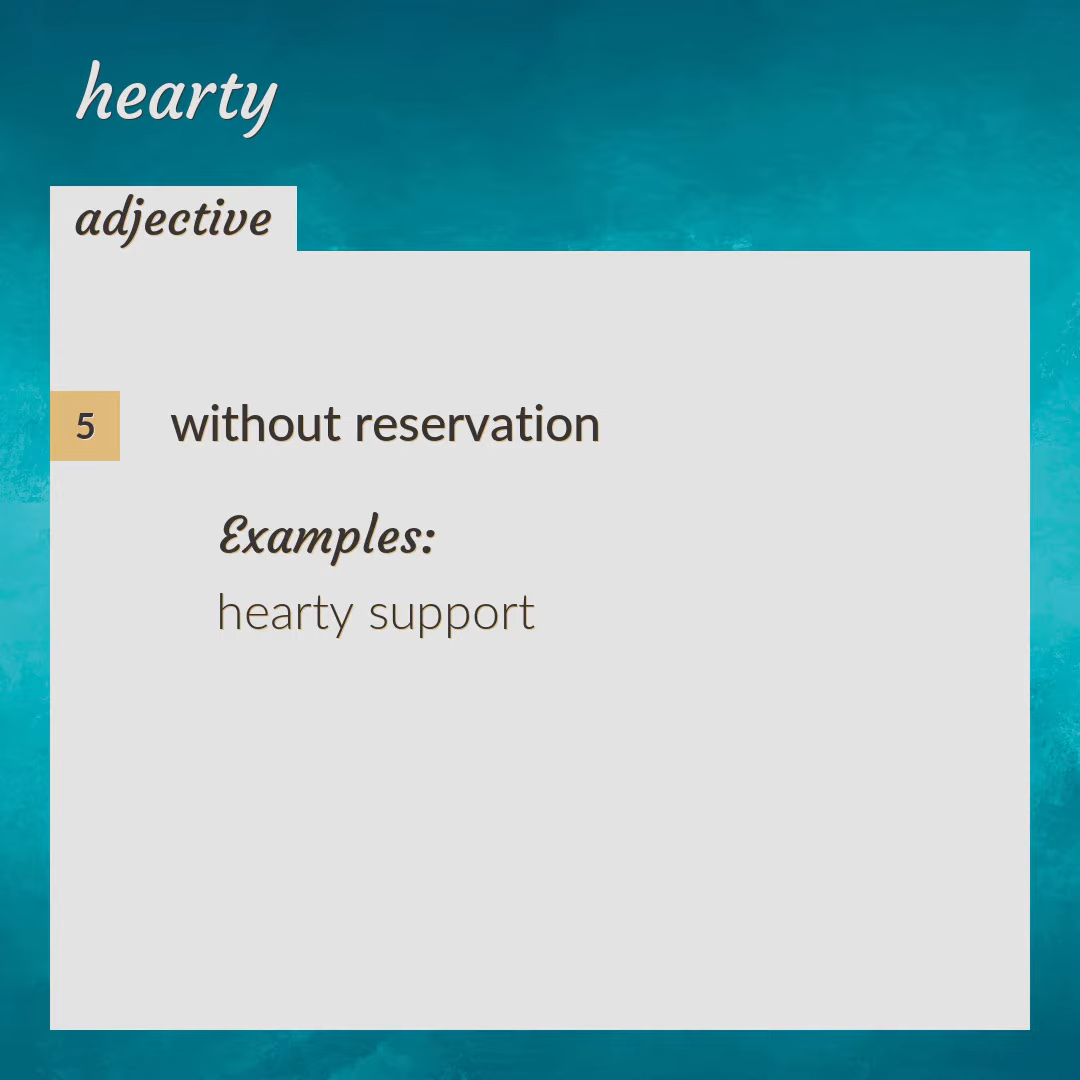 hearty
adjective
5 without reservation
Examples:
hearty support